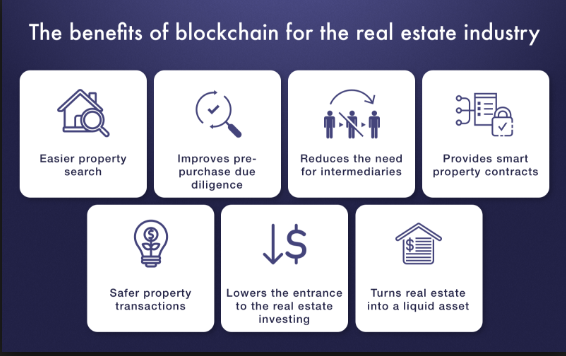 The benefits of blockchain for the real estate industry
Easier property
search
Improves pre-
purchase due
diligence
Reduces the need
for intermediaries
Provides smart
property contracts
Safer property
transactions
Lowers the entrance
to the real estate
investing
Turns real estate
into a liquid asset